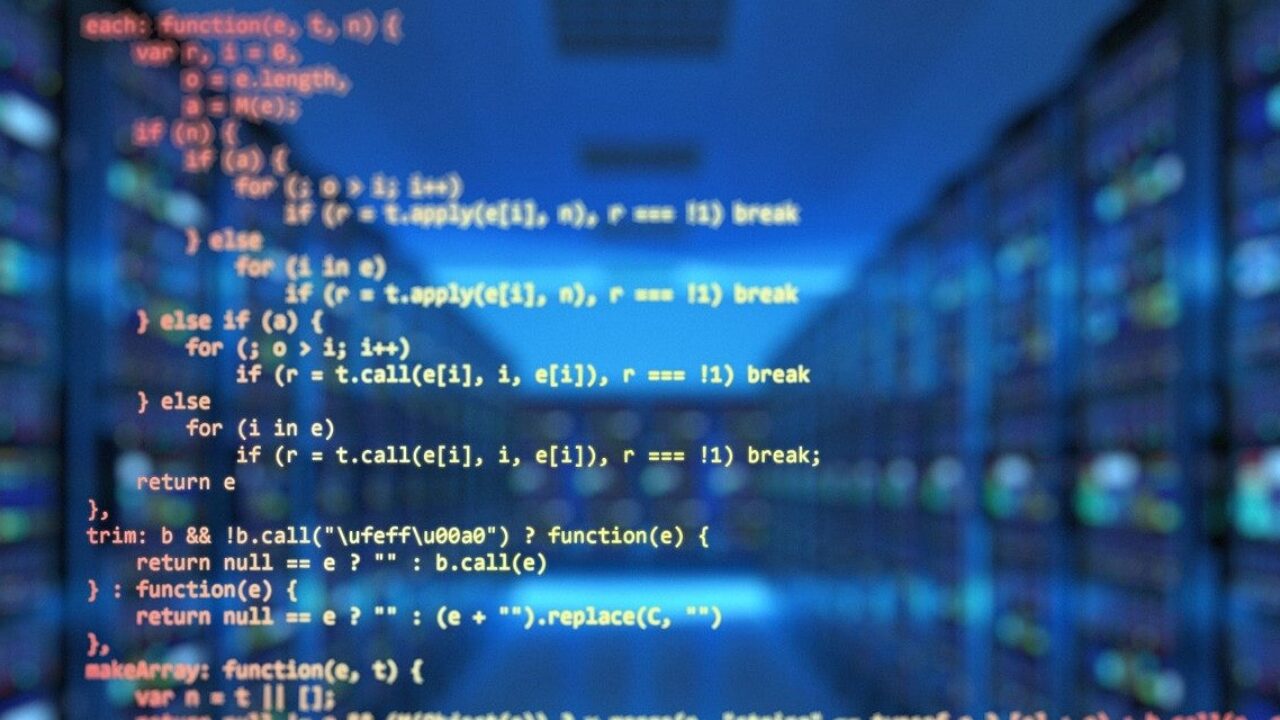 each: function(e, t, n) {
var r, i = 0,
o = e.length,
a = M(e);
if (n) {
if (a) {
for (; o > i; i++)
if (r = t.apply(e[i], n), r === !1) break
} else
for (i in e)
if (r = t.apply(e[i], n), r === !1) break
} else if (a) {
for (; o > i; i++)
if (r = t.call(e[i], i, e[i]), r === !1) break
} else
for (i in e)
if (r = t.call(e[i], i, e[i]), r === !1) break;
return e
},
trim: b && !b.call("\ufeff\u00a0") ? function(e) {
return null == e ? "" : b.call(e)
} : function(e) {
return null == e ? "" : (e + "").replace(C, "")
},
makeArray: function(e, t) {
var n = t || [];